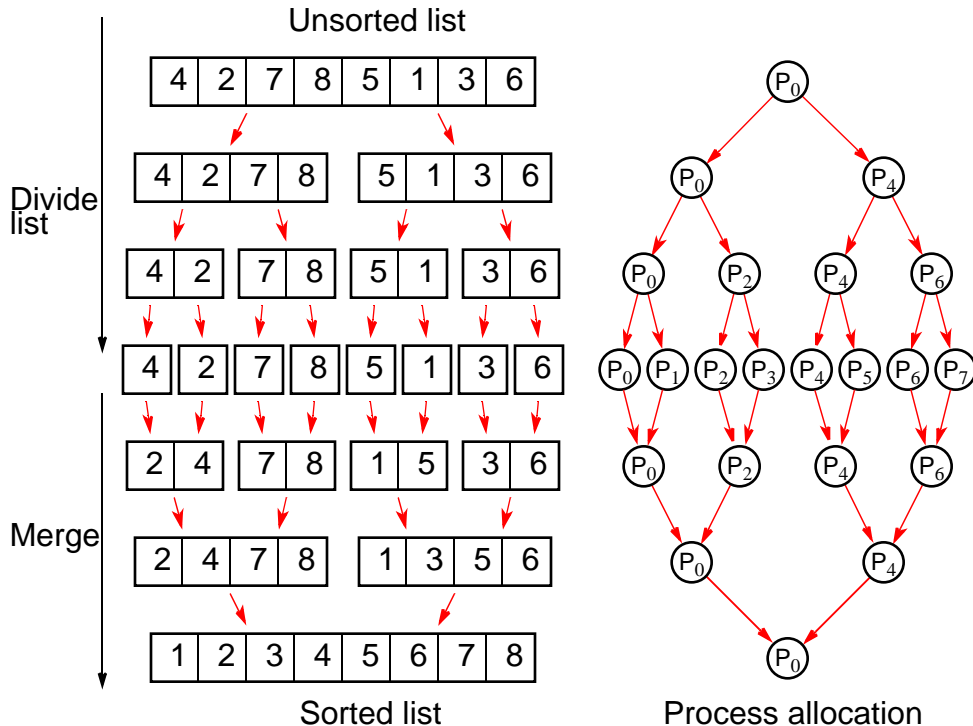 Unsorted list
4 2 7 8 5 1 3 6
P0
4 2 7 8 5 1 3 6
P0 P4
Divide
list
4 2 7 8 5 1 3 6
P0 P2 P4 P6
4 2 7 8 5 1 3 6
P0 P1 P2 P3 P4 P5 P6 P7
2 4 7 8 1 5 3 6
P0 P2 P4 P6
Merge
2 4 7 8 1 3 5 6
P0 P4
1 2 3 4 5 6 7 8
P0
Sorted list
Process allocation